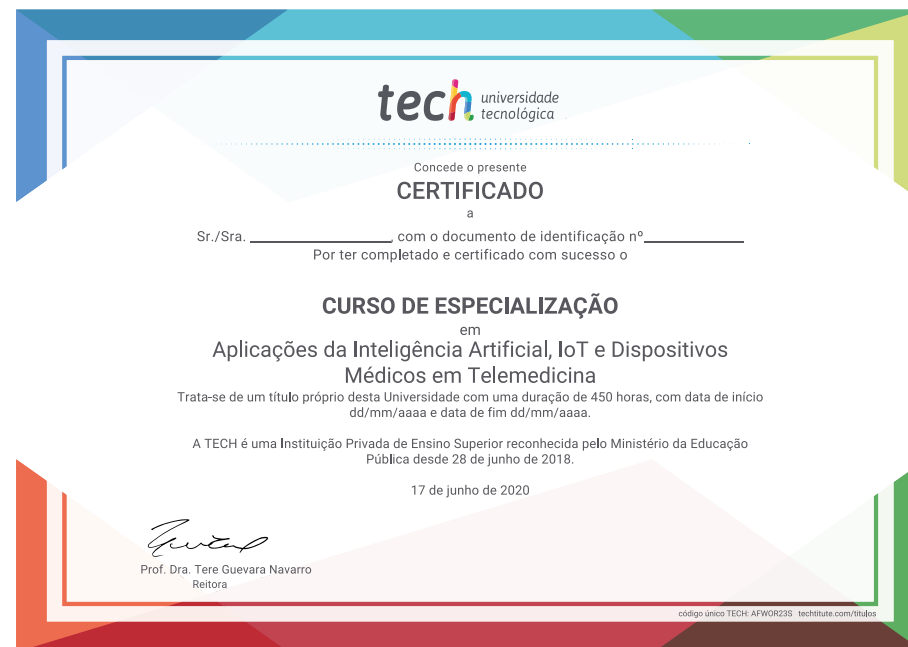 tech universidade
tecnológica
Concede o presente
CERTIFICADO
a
Sr./Sra. ____________________, com o documento de identificação nº______________
Por ter completado e certificado com sucesso o
CURSO DE ESPECIALIZAÇÃO
em
Aplicações da Inteligência Artificial, IoT e Dispositivos
Médicos em Telemedicina
Trata-se de um título próprio desta Universidade com uma duração de 450 horas, com data de início
dd/mm/aaaa e data de fim dd/mm/aaaa.
A TECH é uma Instituição Privada de Ensino Superior reconhecida pelo Ministério da Educação
Pública desde 28 de junho de 2018.
17 de junho de 2020
Prof. Dra. Tere Guevara Navarro
Reitora
código único TECH: AFWOR23S techtitute.com/titulos